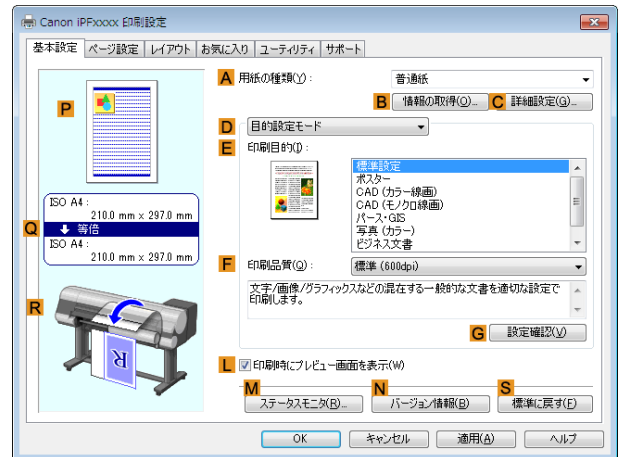 Canon iPFxxxx 印刷設定
基本設定 ページ設定 レイアウト お気に入り ユーティリティ サポート
P
A 用紙の種類(Y): 普通紙
B 情報の取得(O)... C 詳細設定(G)...
D 目的設定モード
E 印刷目的(I):
標準設定
ポスター
CAD (カラー線画)
CAD (モノクロ線画)
パース・GIS
写真 (カラー)
ビジネス文書
ISO A4 :
210.0 mm x 297.0 mm
Q 等倍
ISO A4 :
210.0 mm x 297.0 mm
F 印刷品質(Q): 標準 (600dpi)
文字/画像/グラフィックスなどの混在する一般的な文書を適切な設定で
印刷します。
G 設定確認(V)
R
R
L 印刷時にプレビュー画面を表示(W)
M N S
ステータスモニタ(R)... バージョン情報(B) 標準に戻す(E)
OK キャンセル 適用(A) ヘルプ